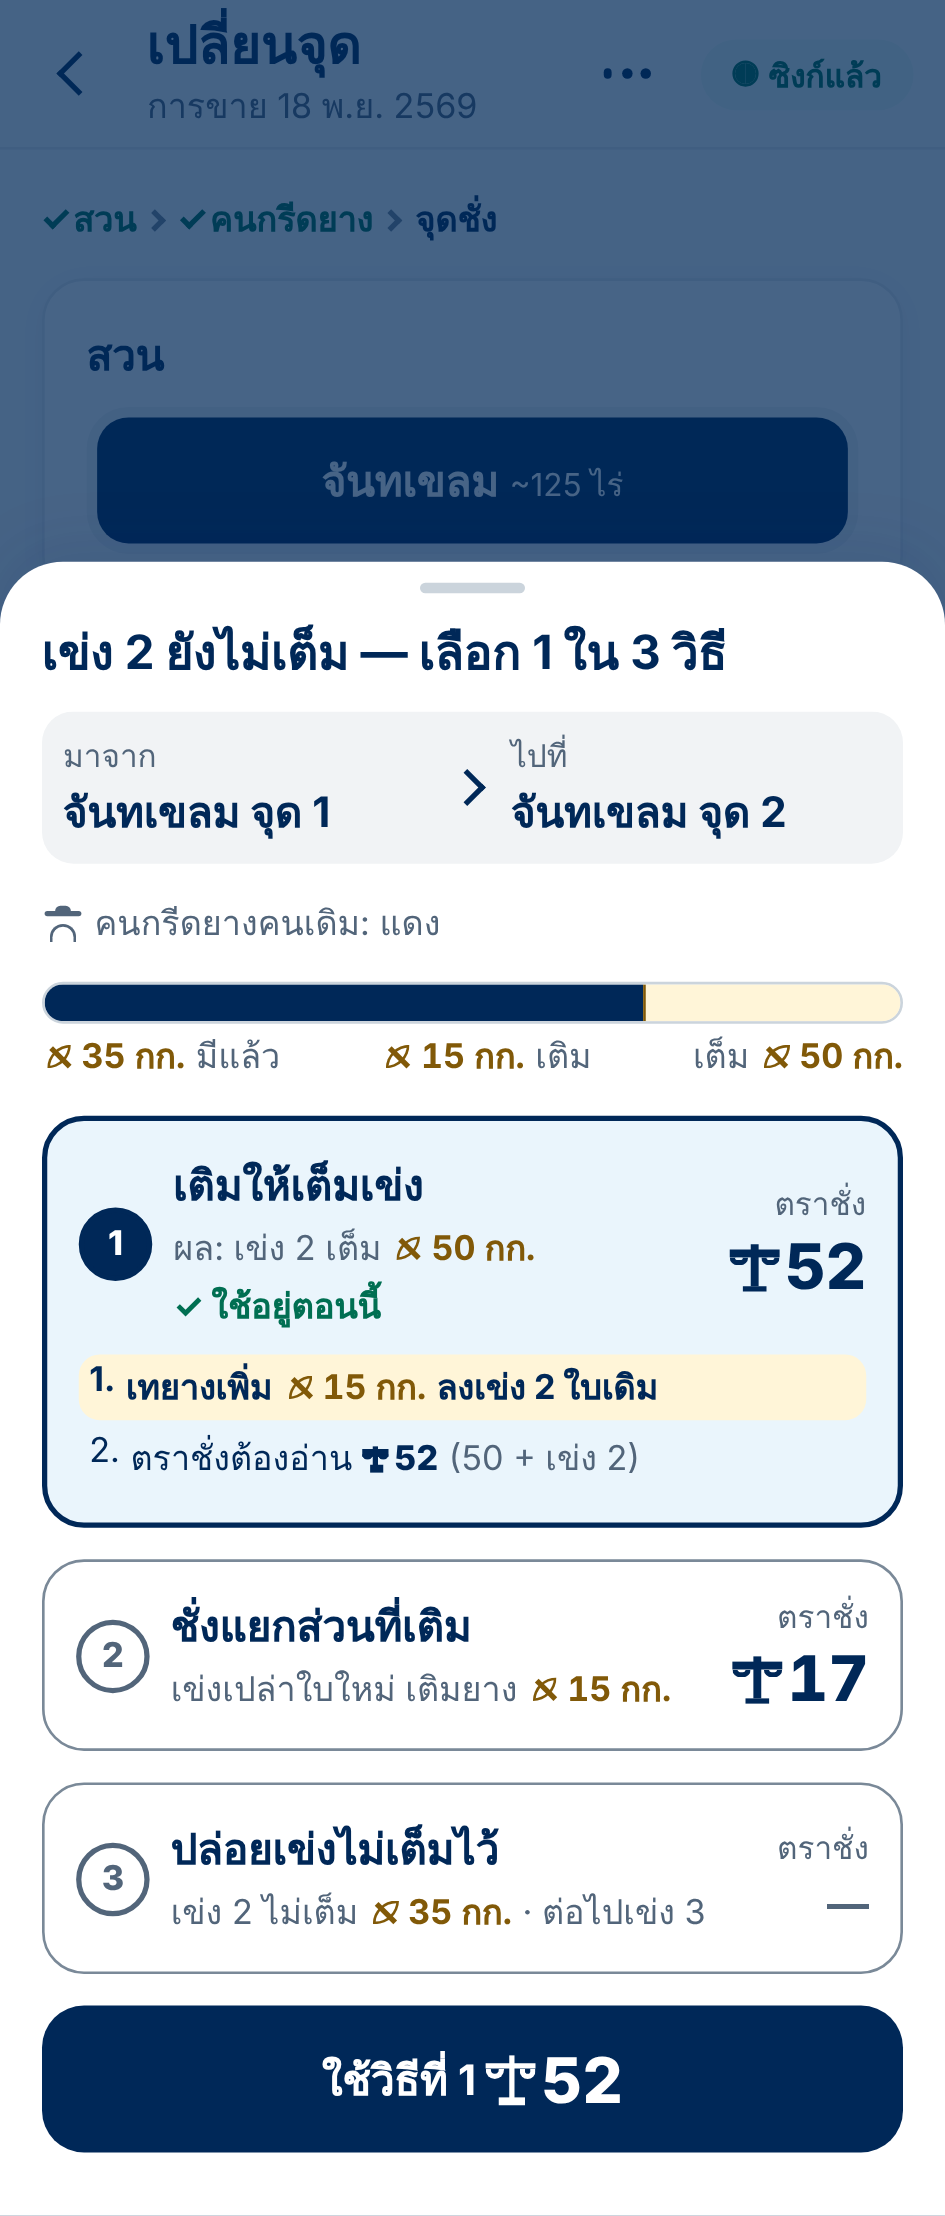 เปลี่ยนจุด
การขาย 18 พ.ย. 2569
ซิงก์แล้ว
สวน
คนกรีดยาง
จุดชั่ง
สวน
จันทเขลม ~125 ไร่
เข่ง 2 ยังไม่เต็ม — เลือก 1 ใน 3 วิธี
มาจาก
จันทเขลม จุด 1
ไปที่
จันทเขลม จุด 2
คนกรีดยางคนเดิม: แดง
35 กก. มีแล้ว
15 กก. เติม
เต็ม 50 กก.
1
เติมให้เต็มเข่ง
ผล: เข่ง 2 เต็ม 50 กก.
ใช้อยู่ตอนนี้
ตราชั่ง
52
1. เทยางเพิ่ม 15 กก. ลงเข่ง 2 ใบเดิม
2. ตราชั่งต้องอ่าน 52 (50 + เข่ง 2)
2
ชั่งแยกส่วนที่เติม
เข่งเปล่าใบใหม่ เติมยาง 15 กก.
ตราชั่ง
17
3
ปล่อยเข่งไม่เต็มไว้
เข่ง 2 ไม่เต็ม 35 กก. · ต่อไปเข่ง 3
ตราชั่ง
—
ใช้วิธีที่ 1 52